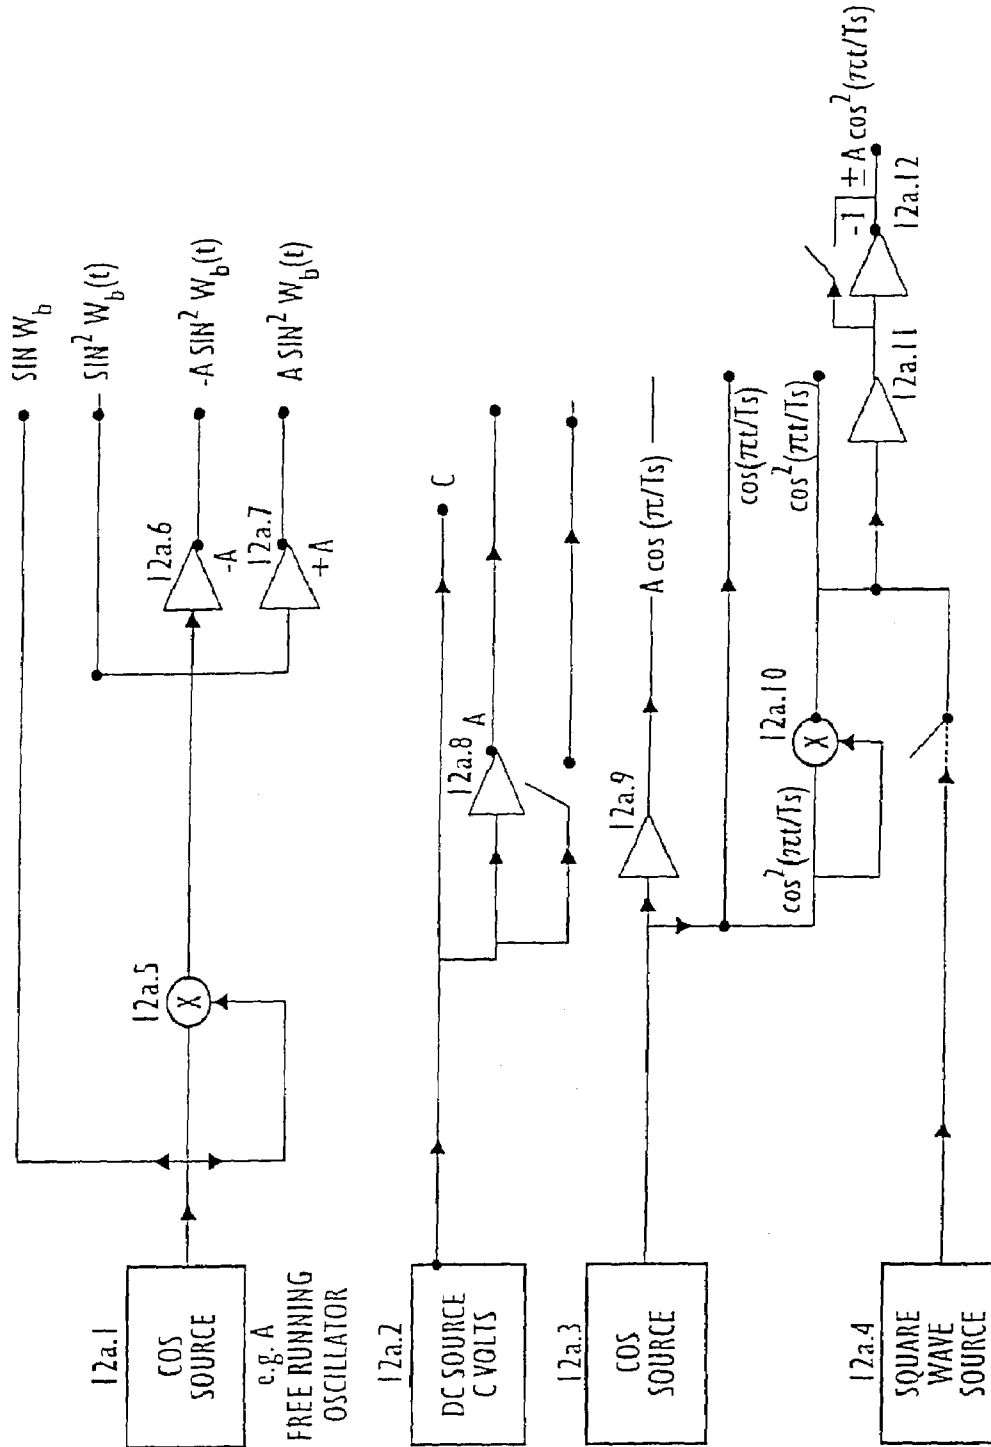 12a.1
COS
SOURCE
e.g. A
FREE RUNNING
OSCILLATOR
12a.5
X
12a.6
-A
12a.7
+A
SIN W_b
SIN² W_b(t)
-A SIN² W_b(t)
A SIN² W_b(t)
12a.2
DC SOURCE
C VOLTS
C
12a.8
A
12a.3
COS
SOURCE
12a.9
A cos (π/Ts)
cos(πt/Ts)
cos²(πt/Ts)
cos²(πt/Ts)
12a.10
X
12a.4
SQUARE
WAVE
SOURCE
12a.11
-1
±A cos²(πt/Ts)
12a.12